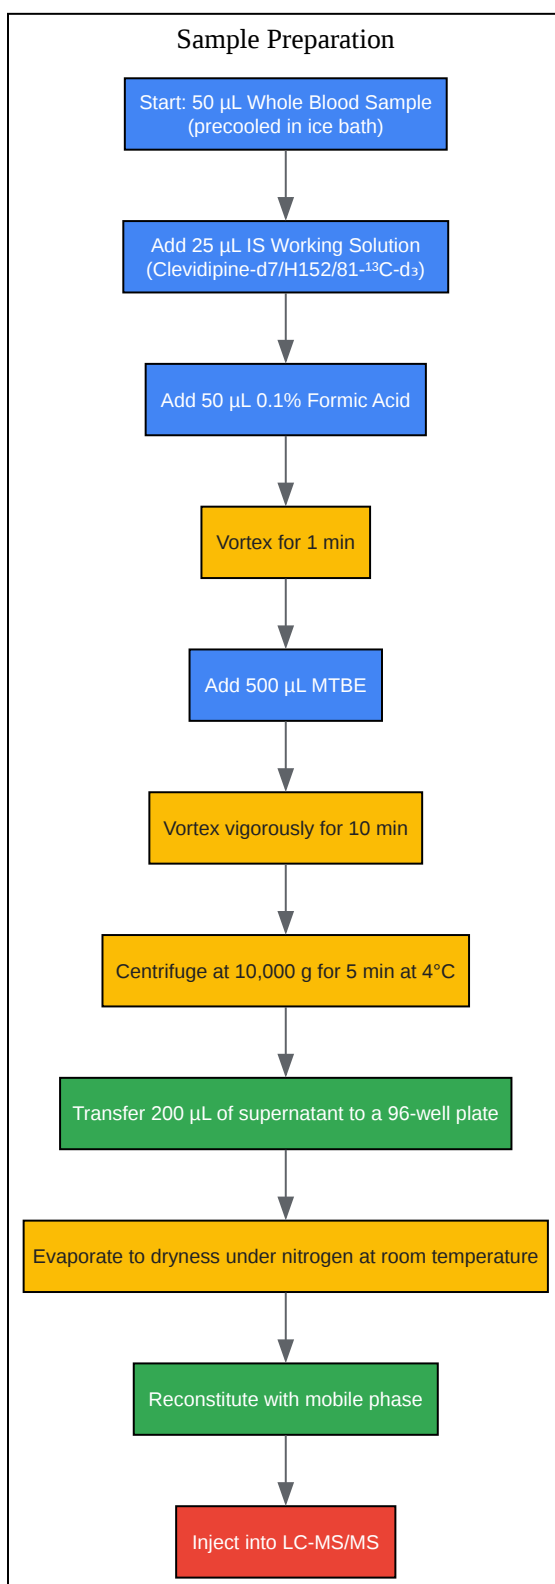 Sample Preparation
Start: 50 µL Whole Blood Sample
(precooled in ice bath)
Add 25 µL IS Working Solution
(Clevidipine-d7/H152/81-¹³C-d₃)
Add 50 µL 0.1% Formic Acid
Vortex for 1 min
Add 500 µL MTBE
Vortex vigorously for 10 min
Centrifuge at 10,000 g for 5 min at 4°C
Transfer 200 µL of supernatant to a 96-well plate
Evaporate to dryness under nitrogen at room temperature
Reconstitute with mobile phase
Inject into LC-MS/MS